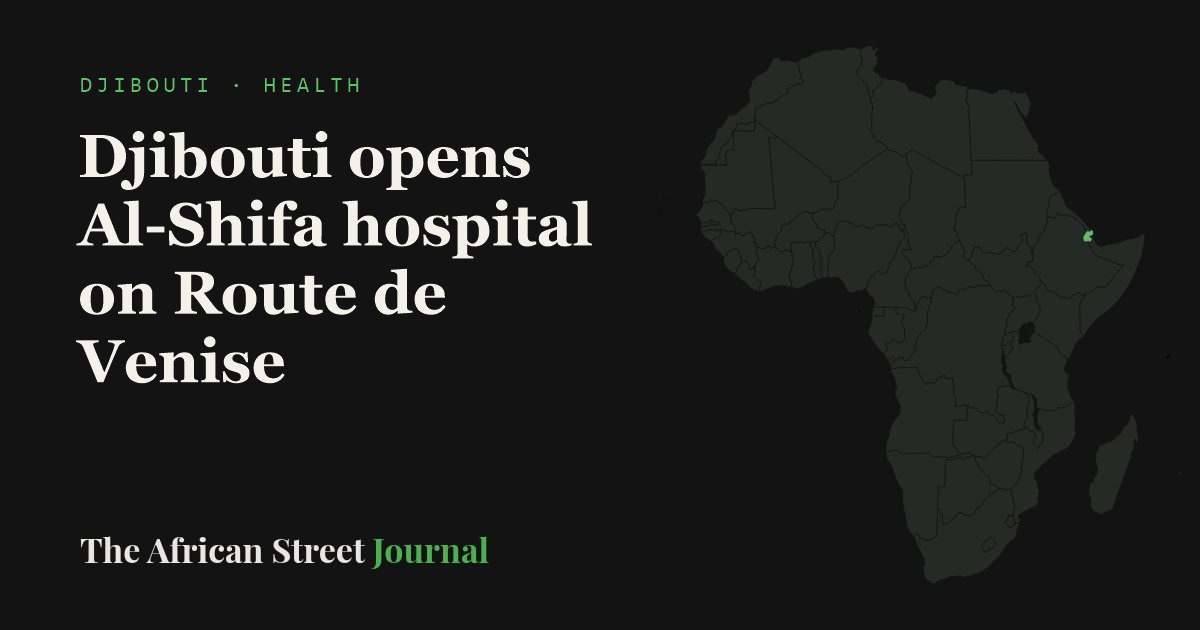 DJIBOUTI · HEALTH
Djibouti opens
Al-Shifa hospital
on Route de
Venise
The African Street Journal